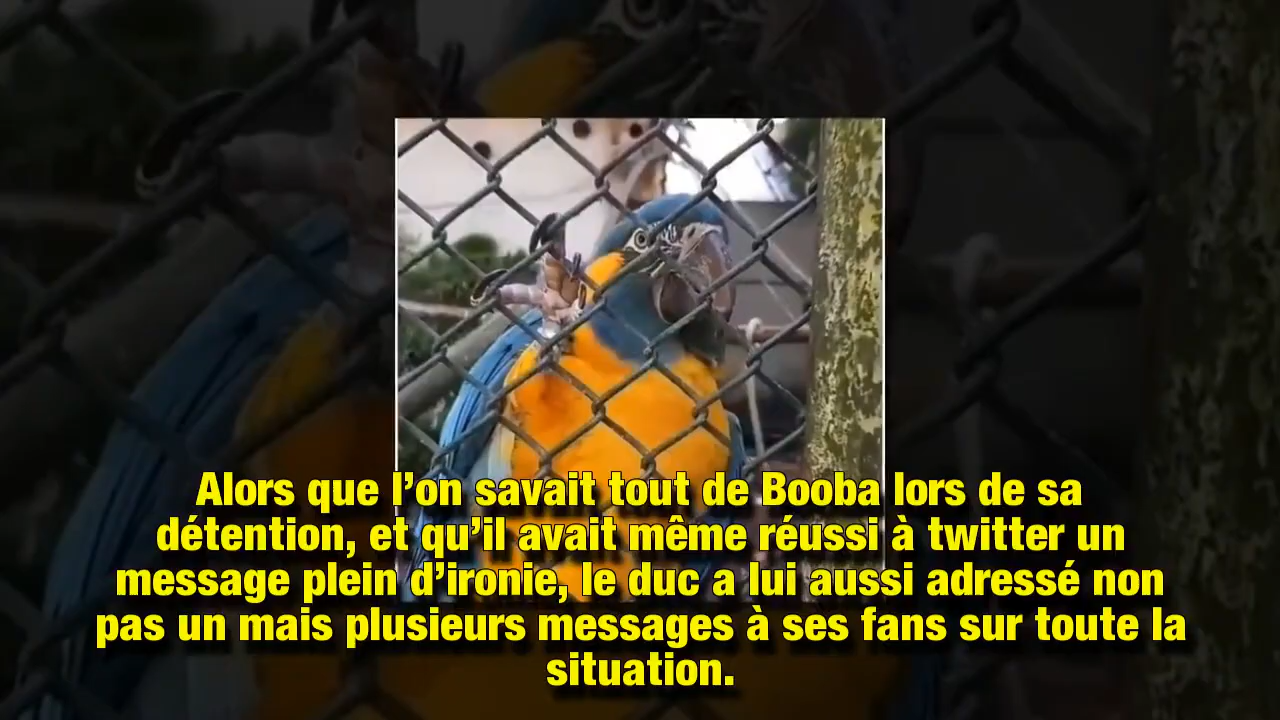 Alors que l’on savait tout de Booba lors de sa
détention, et qu’il avait même réussi à twitter un
message plein d’ironie, le duc a lui aussi adressé non
pas un mais plusieurs messages à ses fans sur toute la
situation.